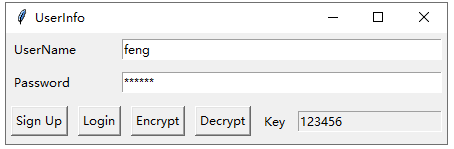 UserInfo
UserName feng
Password ******
Sign Up Login Encrypt Decrypt Key 123456